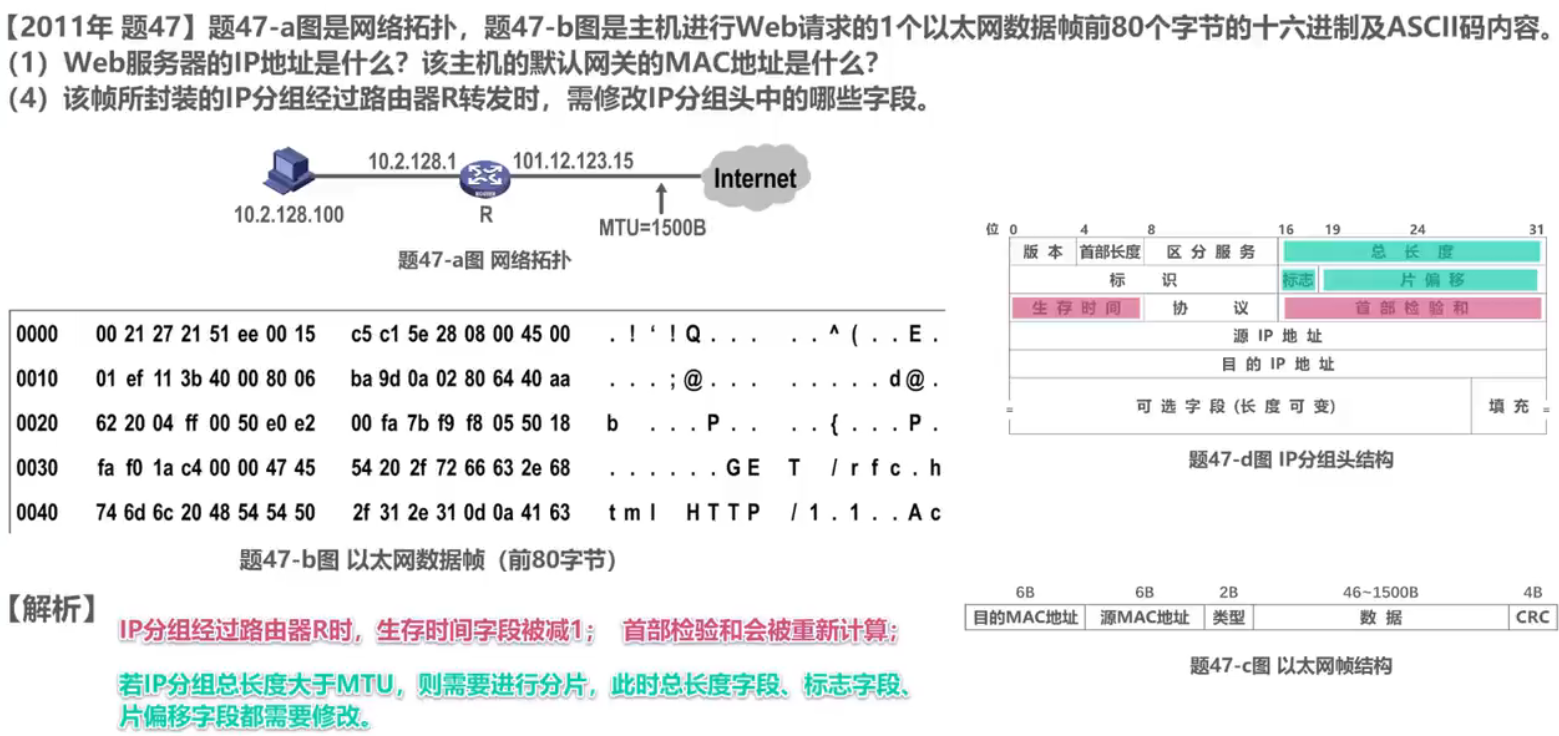 【2011年 题47】题47-a图是网络拓扑，题47-b图是主机进行Web请求的1个以太网数据帧前80个字节的十六进制及ASCII码内容。
（1）Web服务器的IP地址是什么？该主机的默认网关的MAC地址是什么？
（4）该帧所封装的IP分组经过路由器R转发时，需修改IP分组头中的哪些字段。
10.2.128.1 101.12.123.15
Internet
10.2.128.100 R MTU=1500B
题47-a图 网络拓扑
位 0 4 8 16 19 24 31
版 本 首部长度 区 分 服 务 总 长 度
标 识 标志 片 偏 移
生 存 时 间 协 议 首 部 检 验 和
源 IP 地 址
目 的 IP 地 址
可 选 字 段 (长 度 可 变) 填 充
题47-d图 IP分组头结构
0000 00 21 27 21 51 ee 00 15 c5 c1 5e 28 08 00 45 00 . ! ‘ ! Q . . . . . ^ ( . . E .
0010 01 ef 11 3b 40 00 80 06 ba 9d 0a 02 80 64 40 aa . . . ; @ . . . . . . . . d @ .
0020 62 20 04 ff 00 50 e0 e2 00 fa 7b f9 f8 05 50 18 b . . . P . . . . { . . . P .
0030 fa f0 1a c4 00 00 47 45 54 20 2f 72 66 63 2e 68 . . . . . . G E T / r f c . h
0040 74 6d 6c 20 48 54 54 50 2f 31 2e 31 0d 0a 41 63 t m l H T T P / 1 . 1 . . A c
题47-b图 以太网数据帧（前80字节）
6B 6B 2B 46~1500B 4B
目的MAC地址 源MAC地址 类型 数 据 CRC
题47-c图 以太网帧结构
【解析】
IP分组经过路由器R时，生存时间字段被减1； 首部检验和会被重新计算；
若IP分组总长度大于MTU，则需要进行分片，此时总长度字段、标志字段、
片偏移字段都需要修改。